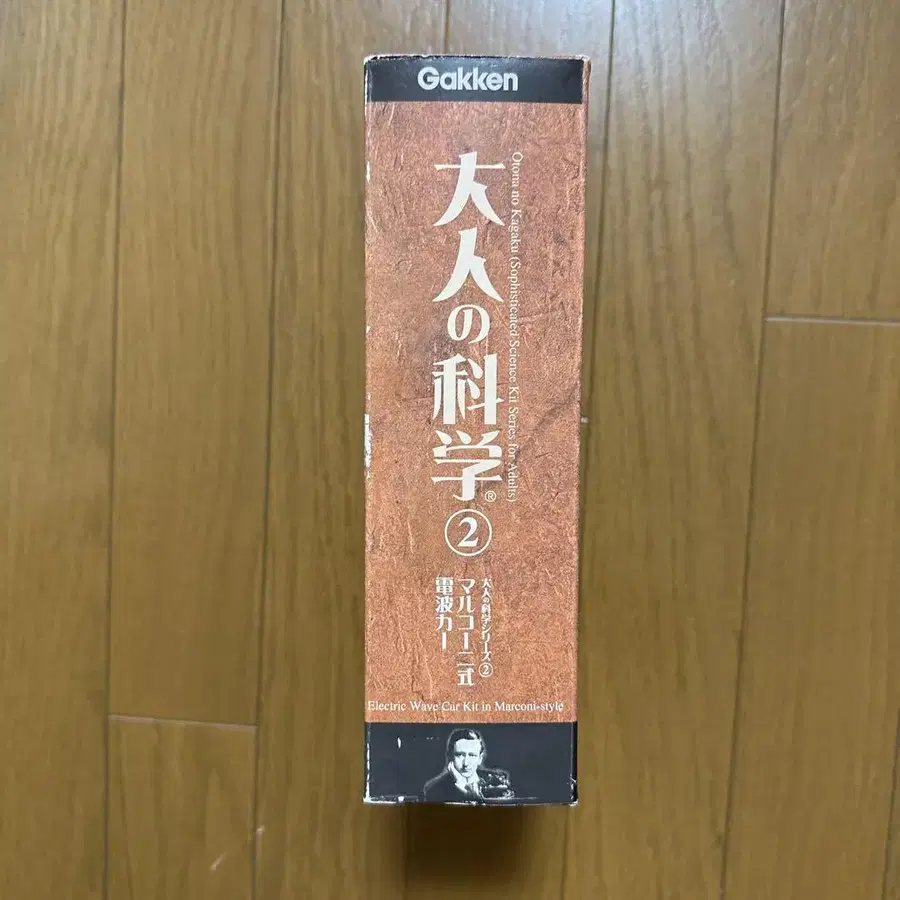 Gakken
大人の科学®②
Otona no Kagaku (Sophisticated Science Kit Series for Adults)
大人の科学シリーズ②
マルコーニ式
電波カー
Electric Wave Car Kit in Marconi-style